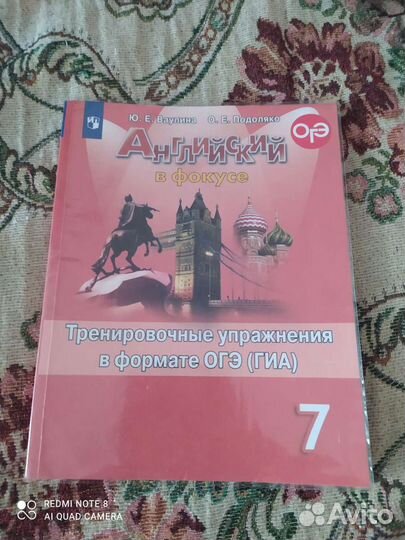 Ю. Е. Ваулина О. Е. Подоляко
ОГЭ
Английский
в фокусе
Тренировочные упражнения
в формате ОГЭ (ГИА)
7
REDMI NOTE 8
AI QUAD CAMERA
Avito